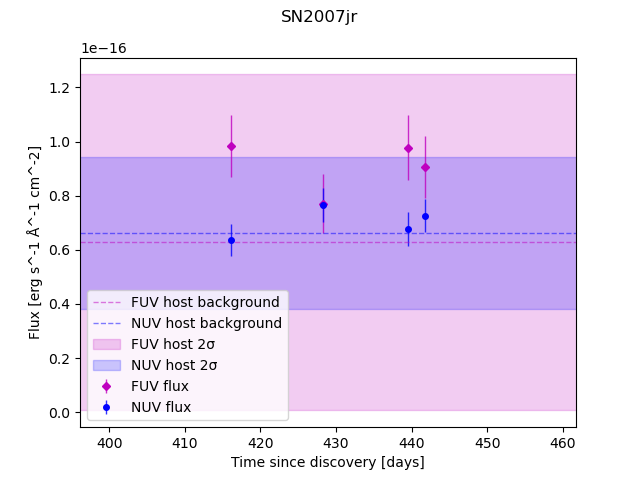 SN2007jr
1e−16
1.2
1.0
0.8
0.6
0.4
0.2
0.0
Flux [erg s^-1 Å^-1 cm^-2]
FUV host background
NUV host background
FUV host 2σ
NUV host 2σ
FUV flux
NUV flux
400 410 420 430 440 450 460
Time since discovery [days]